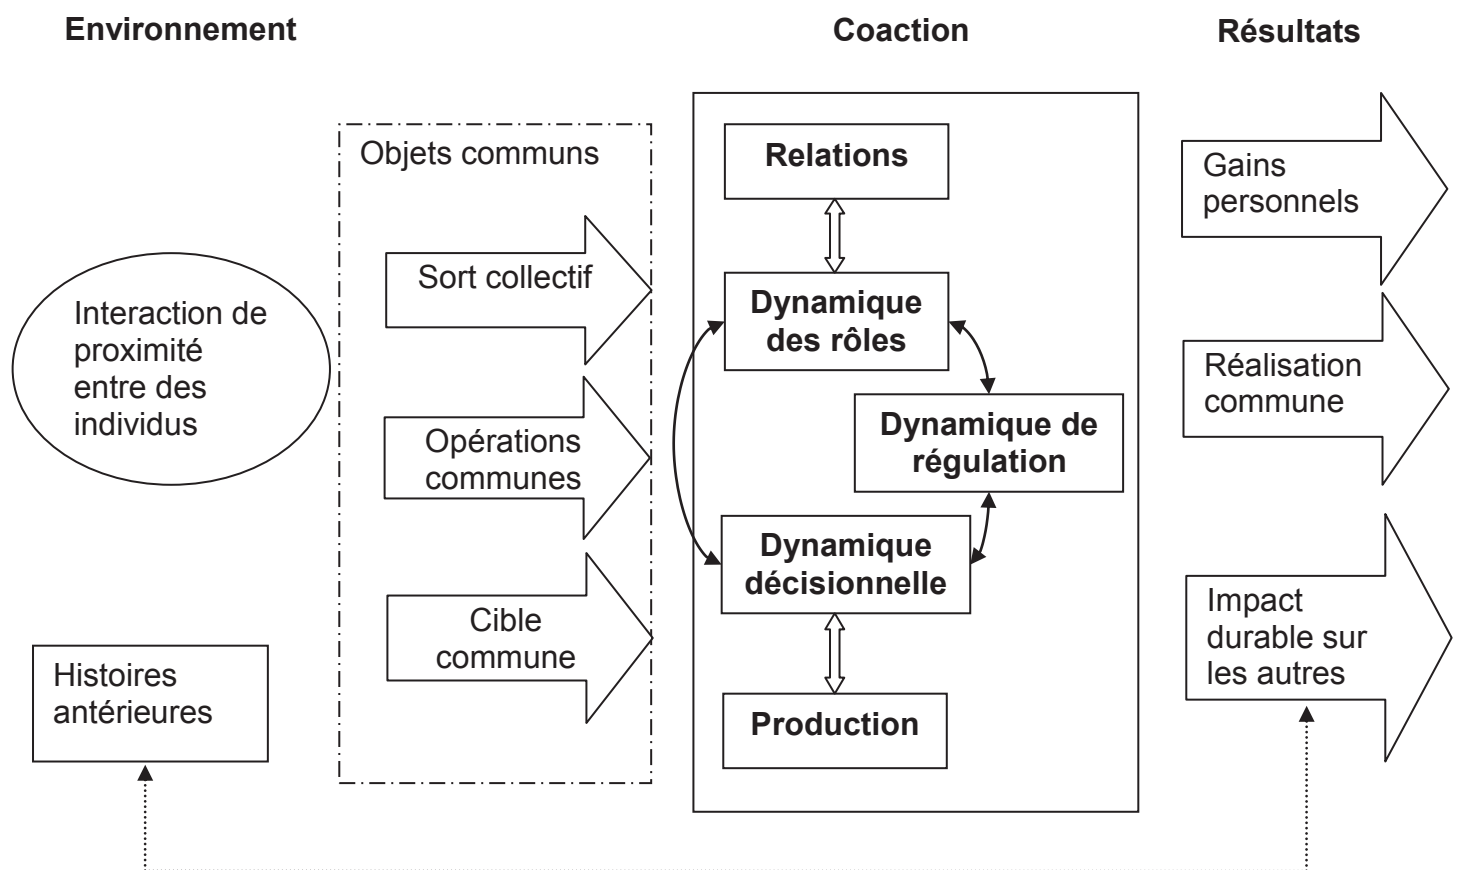 Environnement
Coaction
Résultats
Objets communs
Interaction de
proximité
entre des
individus
Histoires
antérieures
Sort collectif
Opérations
communes
Cible
commune
Relations
Dynamique
des rôles
Dynamique de
régulation
Dynamique
décisionnelle
Production
Gains
personnels
Réalisation
commune
Impact
durable sur
les autres